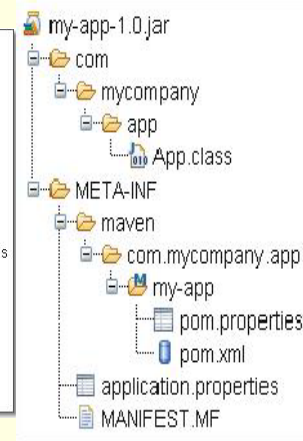 my-app-1.0.jar
com
mycompany
app
App.class
META-INF
maven
com.mycompany.app
my-app
pom.properties
pom.xml
application.properties
MANIFEST.MF
s